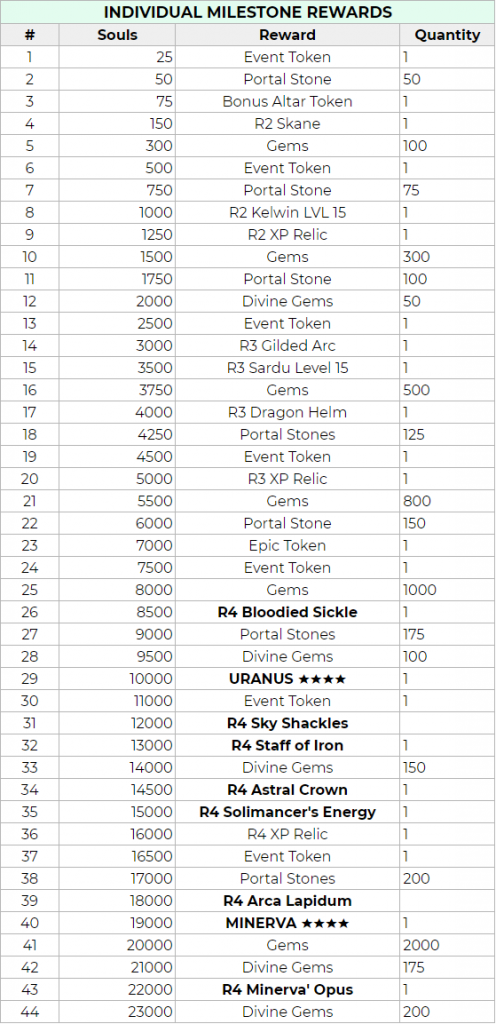 INDIVIDUAL MILESTONE REWARDS
# Souls Reward Quantity
1 25 Event Token 1
2 50 Portal Stone 50
3 75 Bonus Altar Token 1
4 150 R2 Skane 1
5 300 Gems 100
6 500 Event Token 1
7 750 Portal Stone 75
8 1000 R2 Kelwin LVL 15 1
9 1250 R2 XP Relic 1
10 1500 Gems 300
11 1750 Portal Stone 100
12 2000 Divine Gems 50
13 2500 Event Token 1
14 3000 R3 Gilded Arc 1
15 3500 R3 Sardu Level 15 1
16 3750 Gems 500
17 4000 R3 Dragon Helm 1
18 4250 Portal Stones 125
19 4500 Event Token 1
20 5000 R3 XP Relic 1
21 5500 Gems 800
22 6000 Portal Stone 150
23 7000 Epic Token 1
24 7500 Event Token 1
25 8000 Gems 1000
26 8500 R4 Bloodied Sickle 1
27 9000 Portal Stones 175
28 9500 Divine Gems 100
29 10000 URANUS ★★★★ 1
30 11000 Event Token 1
31 12000 R4 Sky Shackles
32 13000 R4 Staff of Iron 1
33 14000 Divine Gems 150
34 14500 R4 Astral Crown 1
35 15000 R4 Solimancer's Energy 1
36 16000 R4 XP Relic 1
37 16500 Event Token 1
38 17000 Portal Stones 200
39 18000 R4 Arca Lapidum
40 19000 MINERVA ★★★★ 1
41 20000 Gems 2000
42 21000 Divine Gems 175
43 22000 R4 Minerva' Opus 1
44 23000 Divine Gems 200